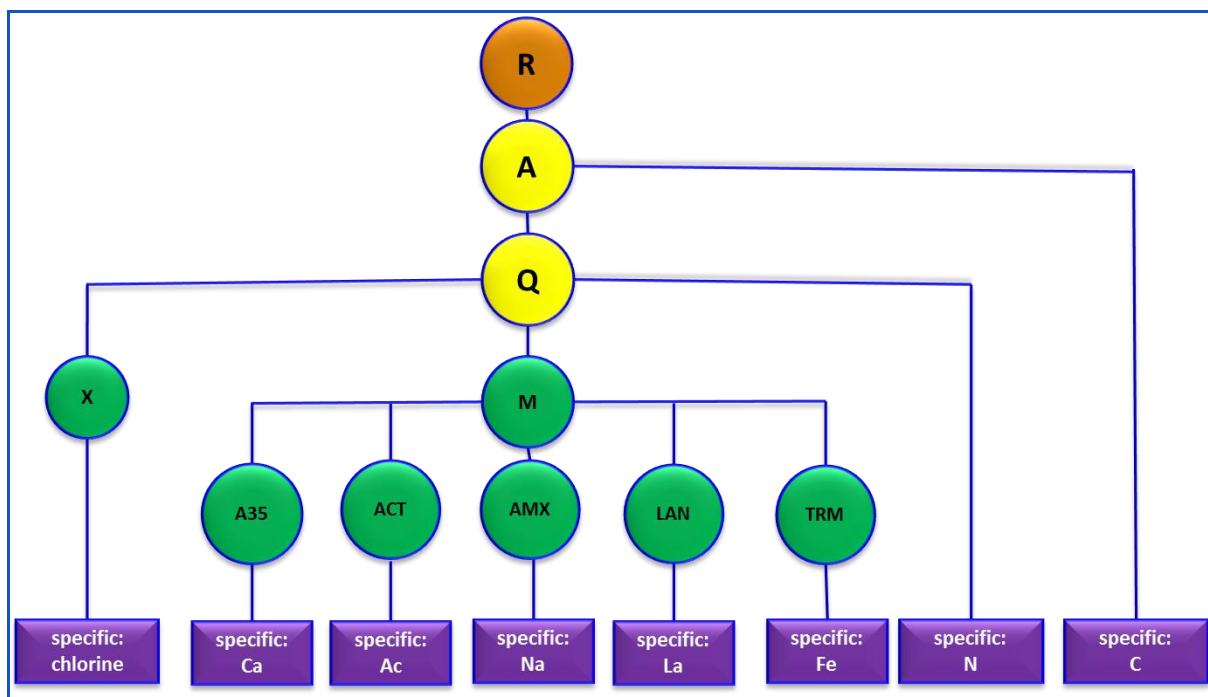 R
A
Q
X
M
A35
ACT
AMX
LAN
TRM
specific:
chlorine
specific:
Ca
specific:
Ac
specific:
Na
specific:
La
specific:
Fe
specific:
N
specific:
C